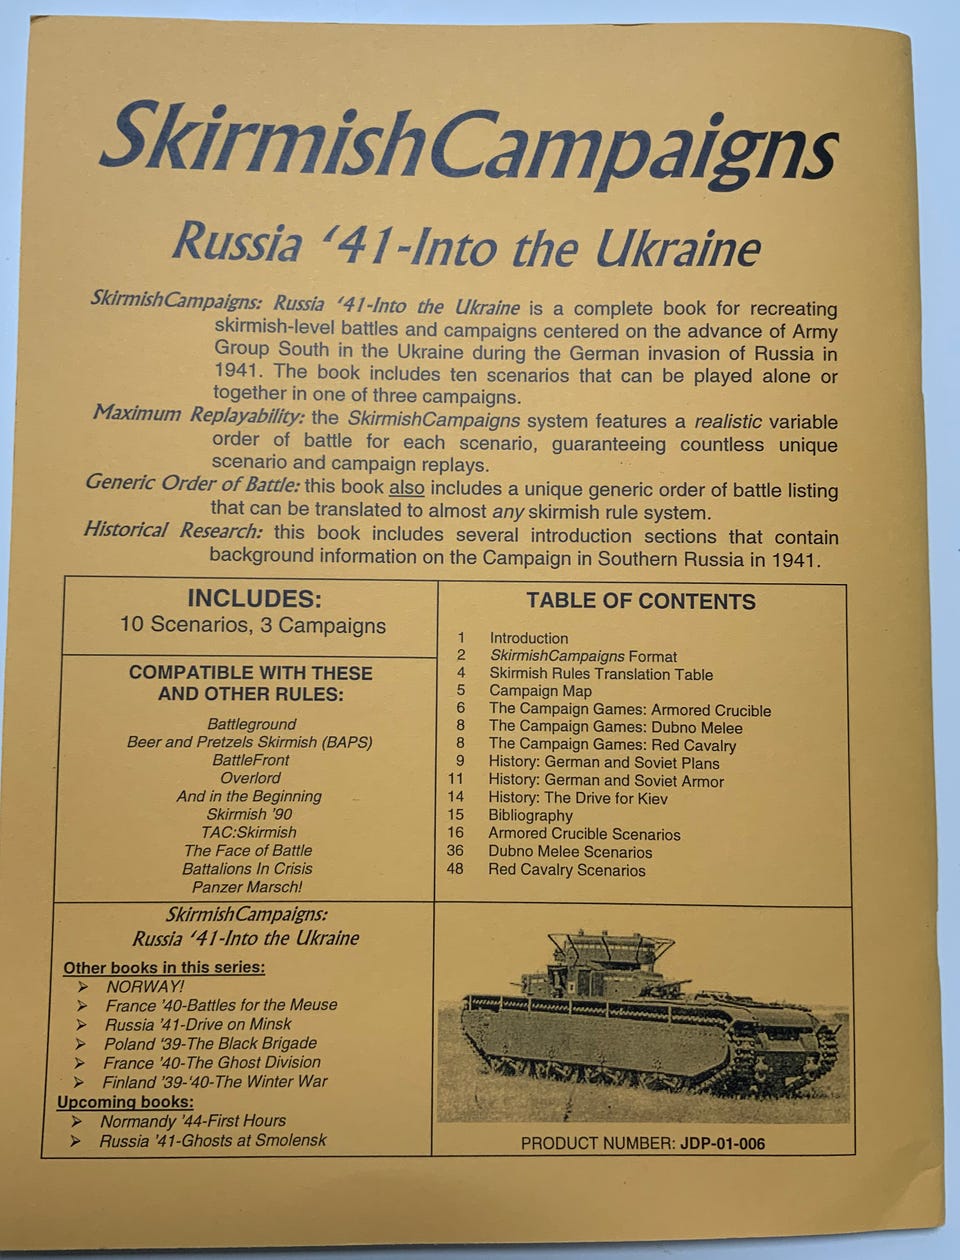 SkirmishCampaigns
Russia ‘41-Into the Ukraine
SkirmishCampaigns: Russia ‘41-Into the Ukraine is a complete book for recreating
skirmish-level battles and campaigns centered on the advance of Army
Group South in the Ukraine during the German invasion of Russia in
1941. The book includes ten scenarios that can be played alone or
together in one of three campaigns.
Maximum Replayability: the SkirmishCampaigns system features a realistic variable
order of battle for each scenario, guaranteeing countless unique
scenario and campaign replays.
Generic Order of Battle: this book also includes a unique generic order of battle listing
that can be translated to almost any skirmish rule system.
Historical Research: this book includes several introduction sections that contain
background information on the Campaign in Southern Russia in 1941.
INCLUDES:
10 Scenarios, 3 Campaigns
COMPATIBLE WITH THESE
AND OTHER RULES:
Battleground
Beer and Pretzels Skirmish (BAPS)
BattleFront
Overlord
And in the Beginning
Skirmish '90
TAC:Skirmish
The Face of Battle
Battalions In Crisis
Panzer Marsch!
TABLE OF CONTENTS
1 Introduction
2 SkirmishCampaigns Format
4 Skirmish Rules Translation Table
5 Campaign Map
6 The Campaign Games: Armored Crucible
8 The Campaign Games: Dubno Melee
8 The Campaign Games: Red Cavalry
9 History: German and Soviet Plans
11 History: German and Soviet Armor
14 History: The Drive for Kiev
15 Bibliography
16 Armored Crucible Scenarios
36 Dubno Melee Scenarios
48 Red Cavalry Scenarios
SkirmishCampaigns:
Russia ‘41-Into the Ukraine
Other books in this series:
➢ NORWAY!
➢ France '40-Battles for the Meuse
➢ Russia '41-Drive on Minsk
➢ Poland '39-The Black Brigade
➢ France '40-The Ghost Division
➢ Finland '39-'40-The Winter War
Upcoming books:
➢ Normandy '44-First Hours
➢ Russia '41-Ghosts at Smolensk
PRODUCT NUMBER: JDP-01-006